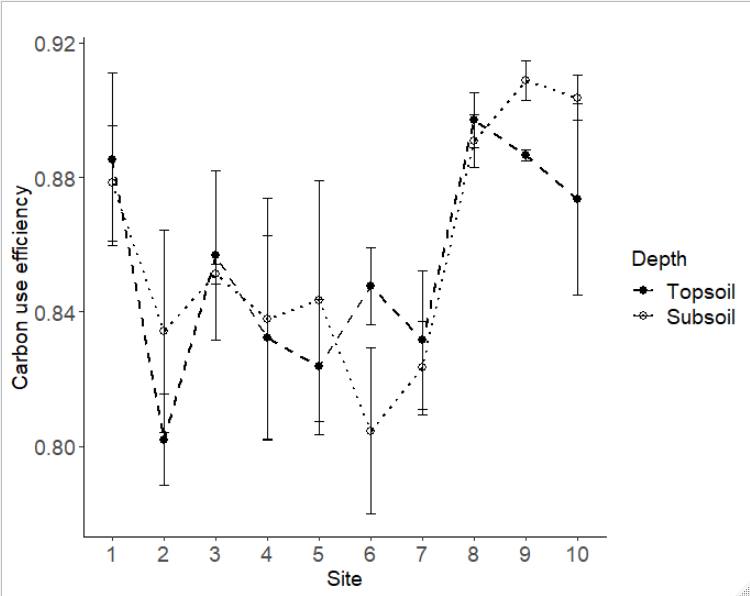 0.92
0.88
0.84
0.80
Carbon use efficiency
1 2 3 4 5 6 7 8 9 10
Site
Depth
Topsoil
Subsoil